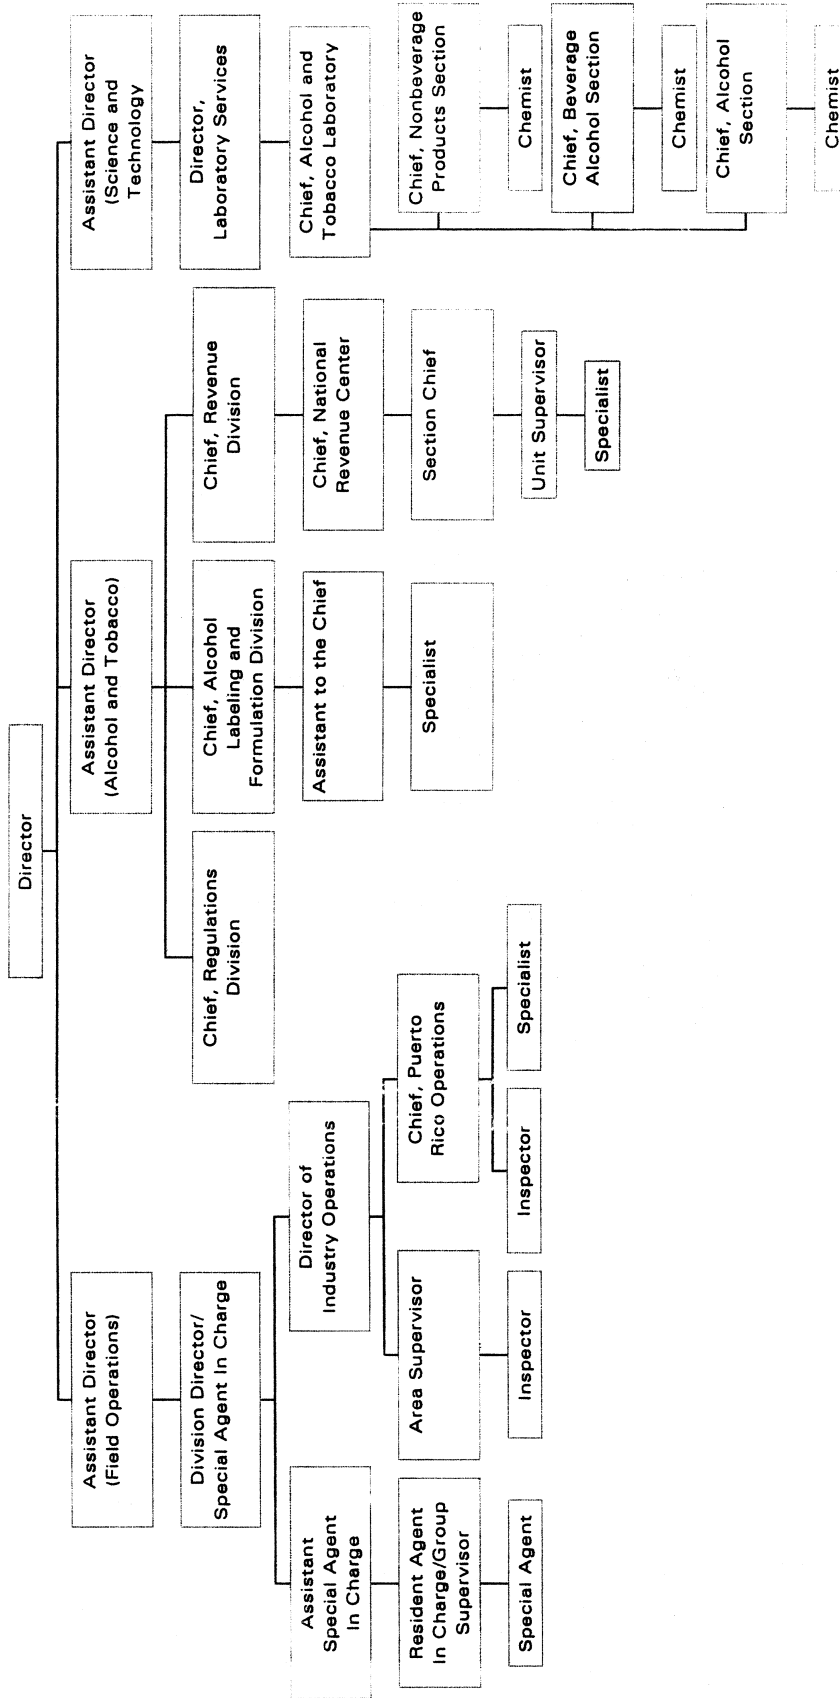 Director
Assistant Director
(Field Operations)
Division Director/
Special Agent In Charge
Assistant
Special Agent
In Charge
Resident Agent
In Charge/Group
Supervisor
Special Agent
Director of
Industry Operations
Area Supervisor
Inspector
Chief, Puerto
Rico Operations
Inspector
Specialist
Assistant Director
(Alcohol and Tobacco)
Chief, Regulations
Division
Chief, Alcohol
Labeling and
Formulation Division
Assistant to the Chief
Specialist
Chief, Revenue
Division
Chief, National
Revenue Center
Section Chief
Unit Supervisor
Specialist
Assistant Director
(Science and
Technology
Director,
Laboratory Services
Chief, Alcohol and
Tobacco Laboratory
Chief, Nonbeverage
Products Section
Chemist
Chief, Beverage
Alcohol Section
Chemist
Chief, Alcohol
Section
Chemist